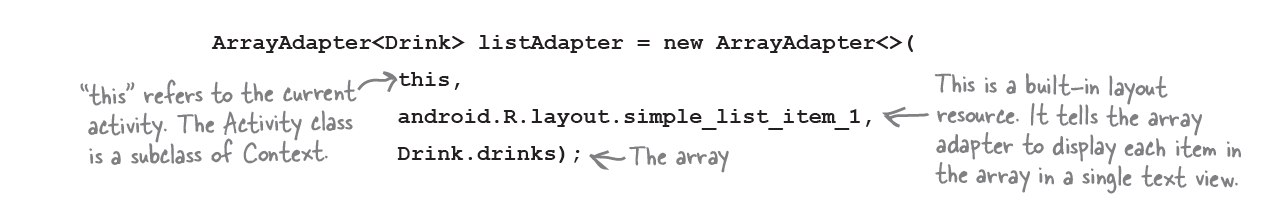 ArrayAdapter<Drink> listAdapter = new ArrayAdapter<>(
this,
android.R.layout.simple_list_item_1,
Drink.drinks);
“this” refers to the current
activity. The Activity class
is a subclass of Context.
The array
This is a built-in layout
resource. It tells the array
adapter to display each item in
the array in a single text view.